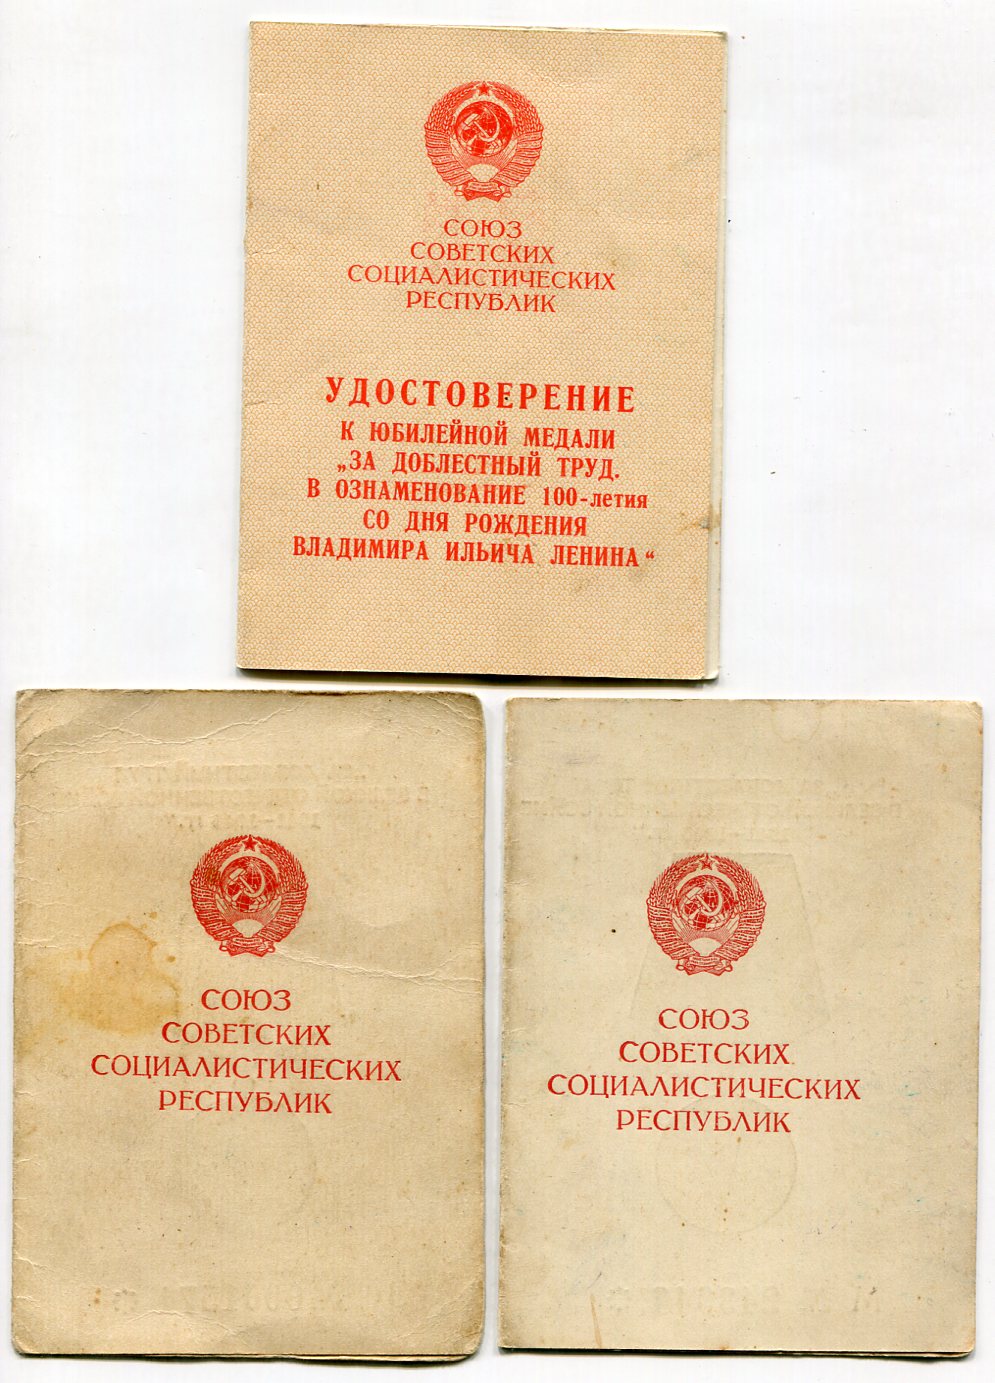 СОЮЗ
СОВЕТСКИХ
СОЦИАЛИСТИЧЕСКИХ
РЕСПУБЛИК
УДОСТОВЕРЕНИЕ
К ЮБИЛЕЙНОЙ МЕДАЛИ
„ЗА ДОБЛЕСТНЫЙ ТРУД.
В ОЗНАМЕНОВАНИЕ 100-летия
СО ДНЯ РОЖДЕНИЯ
ВЛАДИМИРА ИЛЬИЧА ЛЕНИНА“
СОЮЗ
СОВЕТСКИХ
СОЦИАЛИСТИЧЕСКИХ
РЕСПУБЛИК
СОЮЗ
СОВЕТСКИХ
СОЦИАЛИСТИЧЕСКИХ
РЕСПУБЛИК